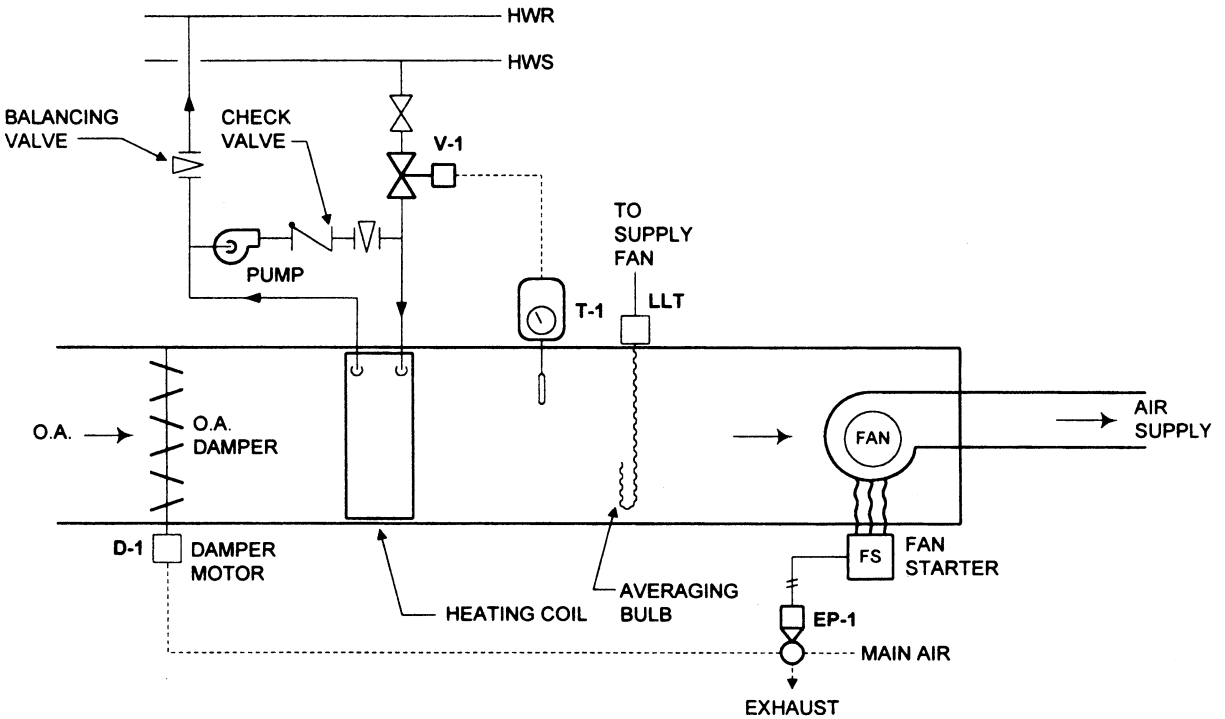 HWR
HWS
BALANCING
VALVE
CHECK
VALVE
V-1
TO
SUPPLY
FAN
PUMP
T-1
LLT
O.A.
O.A.
DAMPER
FAN
AIR
SUPPLY
D-1
DAMPER
MOTOR
HEATING COIL
AVERAGING
BULB
FS
FAN
STARTER
EP-1
MAIN AIR
EXHAUST